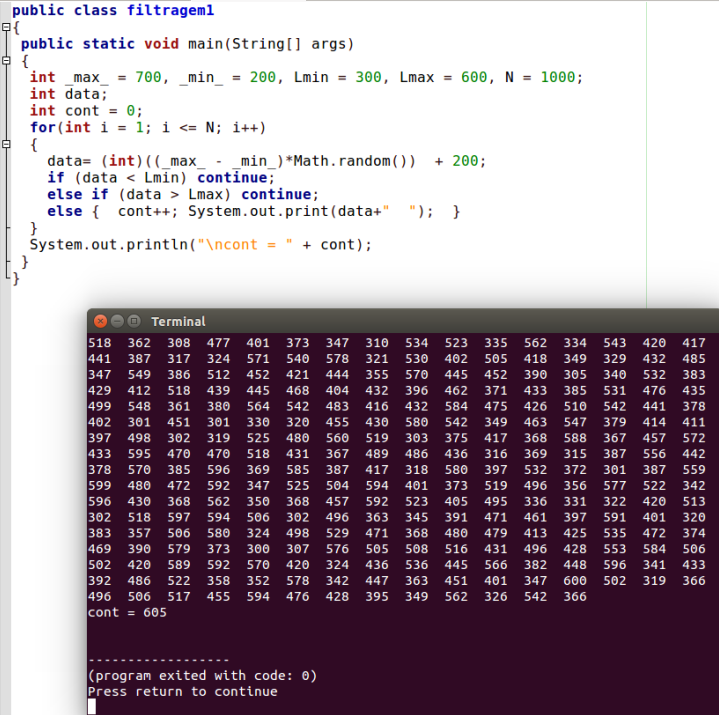 public class filtragem1
{
public static void main(String[] args)
{
int _max_ = 700, _min_ = 200, Lmin = 300, Lmax = 600, N = 1000;
int data;
int cont = 0;
for(int i = 1; i <= N; i++)
{
data= (int)((_max_ - _min_)*Math.random())  + 200;
if (data < Lmin) continue;
else if (data > Lmax) continue;
else {  cont++; System.out.print(data+"  ");  }
}
System.out.println("\ncont = " + cont);
}
}
Terminal
518  362  308  477  401  373  347  310  534  523  335  562  334  543  420  417
441  387  317  324  571  540  578  321  530  402  505  418  349  329  432  485
347  549  386  512  452  421  444  355  570  445  452  390  305  340  532  383
429  412  518  439  445  468  404  432  396  462  371  433  385  531  476  435
499  548  361  380  564  542  483  416  432  584  475  426  510  542  441  378
402  301  451  301  330  320  455  430  580  542  349  463  547  379  414  411
397  498  302  319  525  480  560  519  303  375  417  368  588  367  457  572
433  595  470  470  518  431  367  489  486  436  316  369  315  387  556  442
378  570  385  596  369  585  387  417  318  580  397  532  372  301  387  559
599  480  472  592  347  525  504  594  401  373  519  496  356  577  522  342
596  430  368  562  350  368  457  592  523  405  495  336  331  322  420  513
302  518  597  594  506  302  496  363  345  391  471  461  397  591  401  320
383  357  506  580  324  498  529  471  368  480  479  413  425  535  472  374
469  390  579  373  300  307  576  505  508  516  431  496  428  553  584  506
502  420  589  592  570  420  324  436  536  445  566  382  448  596  341  433
392  486  522  358  352  578  342  447  363  451  401  347  600  502  319  366
496  506  517  455  594  476  428  395  349  562  326  542  366
cont = 605
------------------
(program exited with code: 0)
Press return to continue